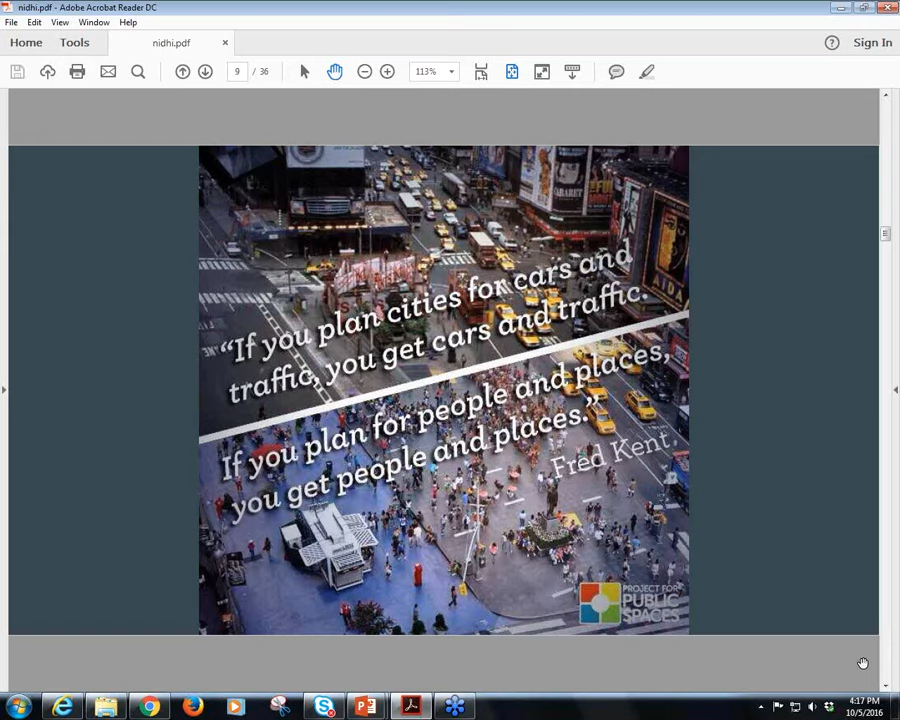 nidhi.pdf - Adobe Acrobat Reader DC
File Edit View Window Help
Home Tools nidhi.pdf × ? Sign In
9 / 36 113%
“If you plan cities for cars and
traffic, you get cars and traffic.
If you plan for people and places,
you get people and places.”
Fred Kent.
CABARET
AIDA
PROJECT FOR
PUBLIC
SPACES
4:17 PM
10/5/2016